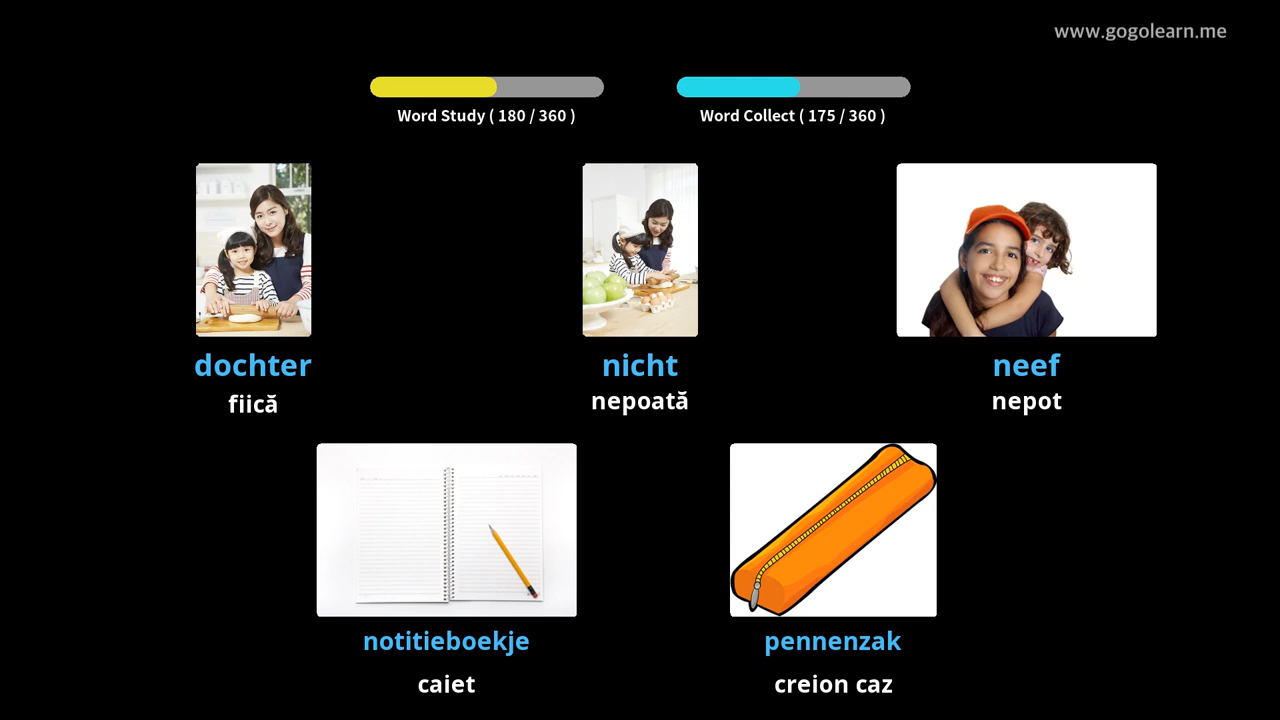 www.gogolearn.me
Word Study ( 180 / 360 )
Word Collect ( 175 / 360 )
dochter
fiică
nicht
nepoată
neef
nepot
notitieboekje
caiet
pennenzak
creion caz